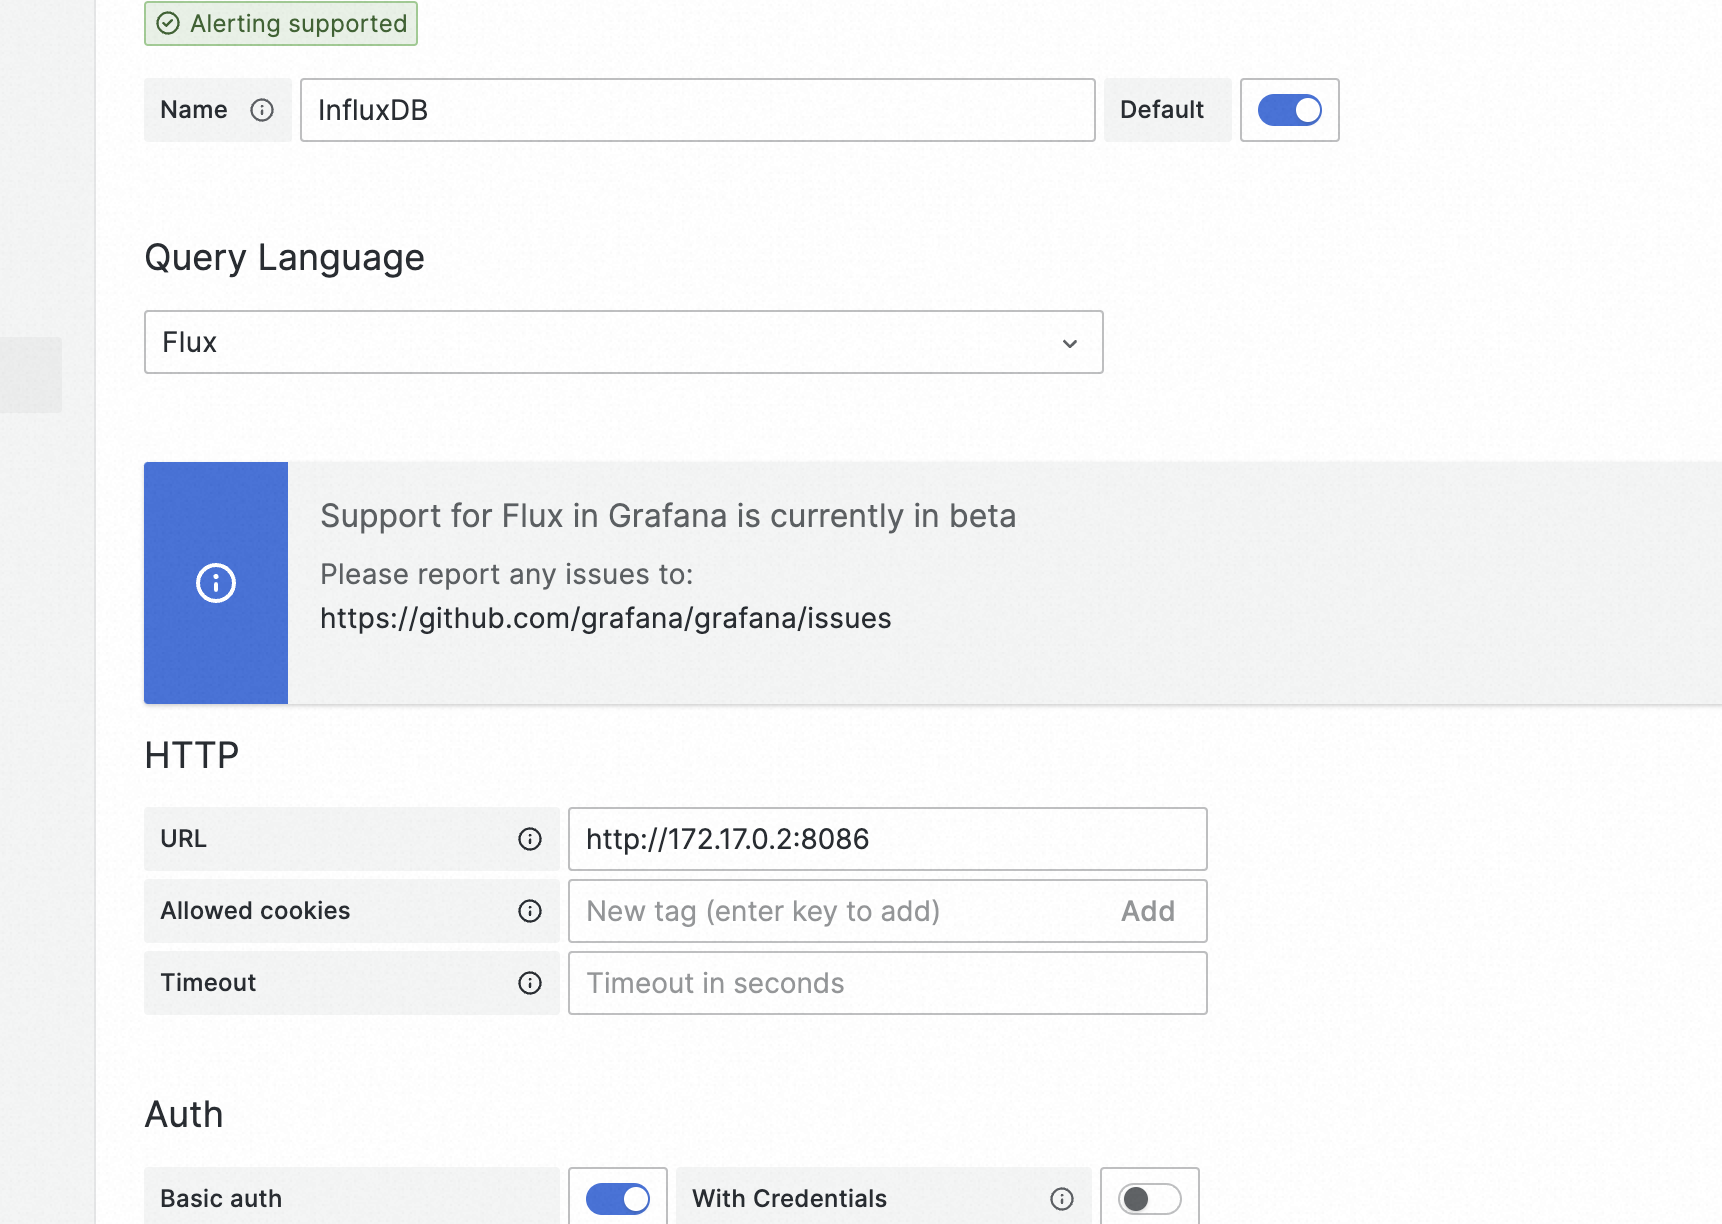 Alerting supported
Name InfluxDB Default
Query Language
Flux
Support for Flux in Grafana is currently in beta
Please report any issues to:
https://github.com/grafana/grafana/issues
HTTP
URL http://172.17.0.2:8086
Allowed cookies New tag (enter key to add) Add
Timeout Timeout in seconds
Auth
Basic auth With Credentials